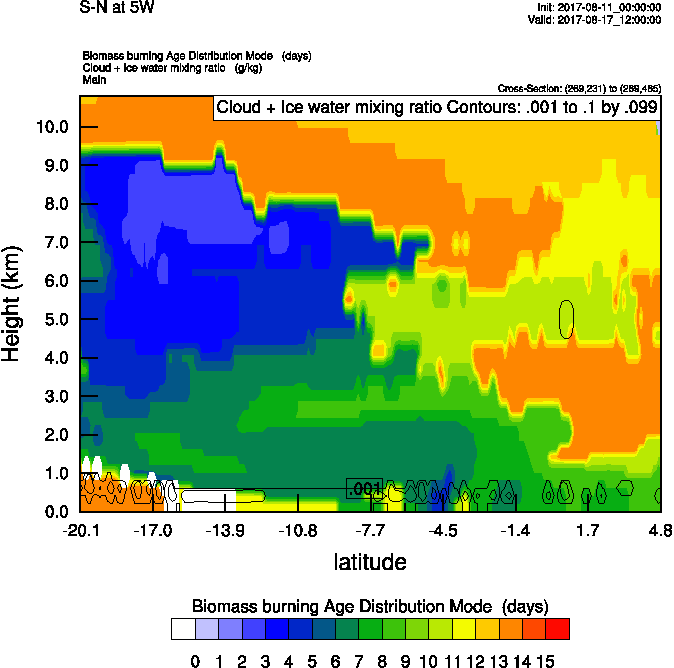 S-N at 5W
Init: 2017-08-11_00:00:00
Valid: 2017-08-17_12:00:00
Biomass burning Age Distribution Mode (days)
Cloud + Ice water mixing ratio (g/kg)
Main
Cross-Section: (269,231) to (269,485)
Cloud + Ice water mixing ratio Contours: .001 to .1 by .099
10.0
9.0
8.0
7.0
6.0
5.0
4.0
3.0
2.0
1.0
0.0
Height (km)
.001
-20.1 -17.0 -13.9 -10.8 -7.7 -4.5 -1.4 1.7 4.8
latitude
Biomass burning Age Distribution Mode (days)
0 1 2 3 4 5 6 7 8 9 10 11 12 13 14 15